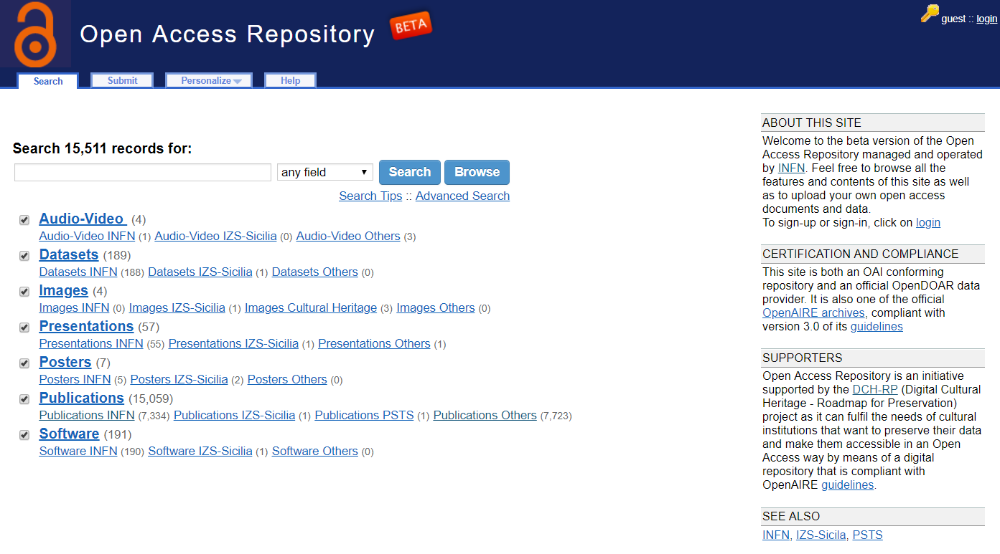 Open Access Repository
BETA
guest :: login
Search
Submit
Personalize
Help
Search 15,511 records for:
any field
Search
Browse
Search Tips :: Advanced Search
Audio-Video (4)
Audio-Video INFN (1) Audio-Video IZS-Sicilia (0) Audio-Video Others (3)
Datasets (189)
Datasets INFN (188) Datasets IZS-Sicilia (1) Datasets Others (0)
Images (4)
Images INFN (0) Images IZS-Sicilia (1) Images Cultural Heritage (3) Images Others (0)
Presentations (57)
Presentations INFN (55) Presentations IZS-Sicilia (1) Presentations Others (1)
Posters (7)
Posters INFN (5) Posters IZS-Sicilia (2) Posters Others (0)
Publications (15,059)
Publications INFN (7,334) Publications IZS-Sicilia (1) Publications PSTS (1) Publications Others (7,723)
Software (191)
Software INFN (190) Software IZS-Sicilia (1) Software Others (0)
ABOUT THIS SITE
Welcome to the beta version of the Open
Access Repository managed and operated
by INFN. Feel free to browse all the
features and contents of this site as well
as to upload your own open access
documents and data.
To sign-up or sign-in, click on login
CERTIFICATION AND COMPLIANCE
This site is both an OAI conforming
repository and an official OpenDOAR data
provider. It is also one of the official
OpenAIRE archives, compliant with
version 3.0 of its guidelines
SUPPORTERS
Open Access Repository is an initiative
supported by the DCH-RP (Digital Cultural
Heritage - Roadmap for Preservation)
project as it can fulfil the needs of cultural
institutions that want to preserve their data
and make them accessible in an Open
Access way by means of a digital
repository that is compliant with
OpenAIRE guidelines.
SEE ALSO
INFN, IZS-Sicila, PSTS